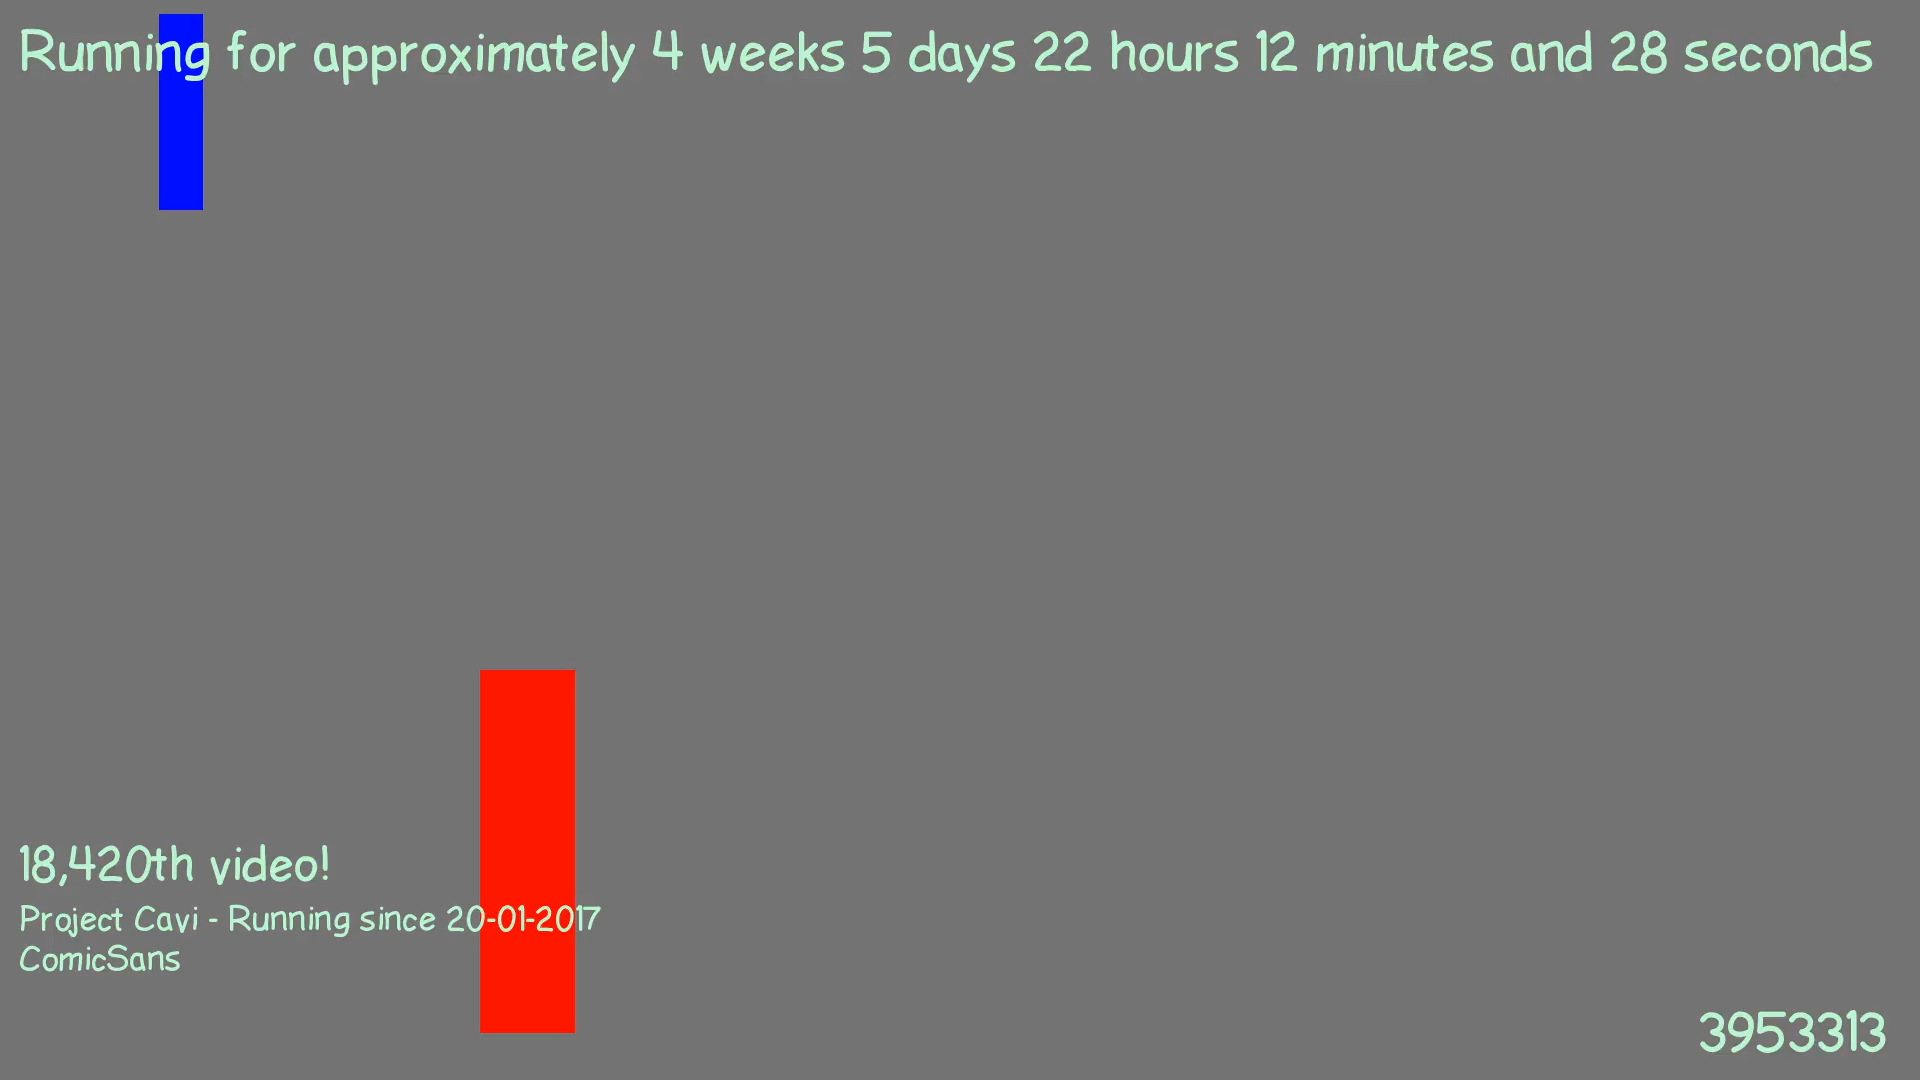 Running for approximately 4 weeks 5 days 22 hours 12 minutes and 28 seconds
18,420th video!
Project Cavi - Running since 20-01-2017
ComicSans
3953313